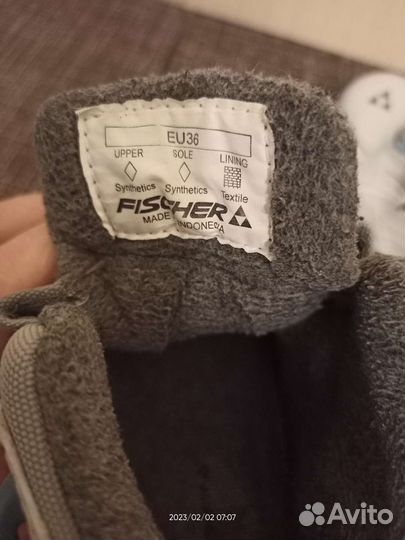 EU36
UPPER SOLE LINING
Synthetics Synthetics Textile
FISCHER
MADE INDONESIA
2023/02/02 07:07
Avito